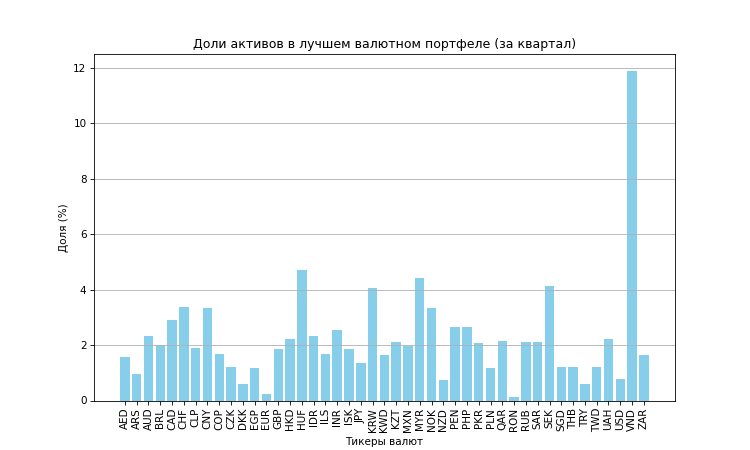 Доли активов в лучшем валютном портфеле (за квартал)
Доля (%)
12
10
8
6
4
2
0
AED ARS AUD BRL CAD CHF CLP CNY COP CZK DKK EGP EUR GBP HKD HUF IDR ILS INR ISK JPY KRW KWD KZT MXN MYR NOK NZD PEN PHP PKR PLN QAR RON RUB SAR SEK SGD THB TRY TWD UAH USD VND ZAR
Тикеры валют